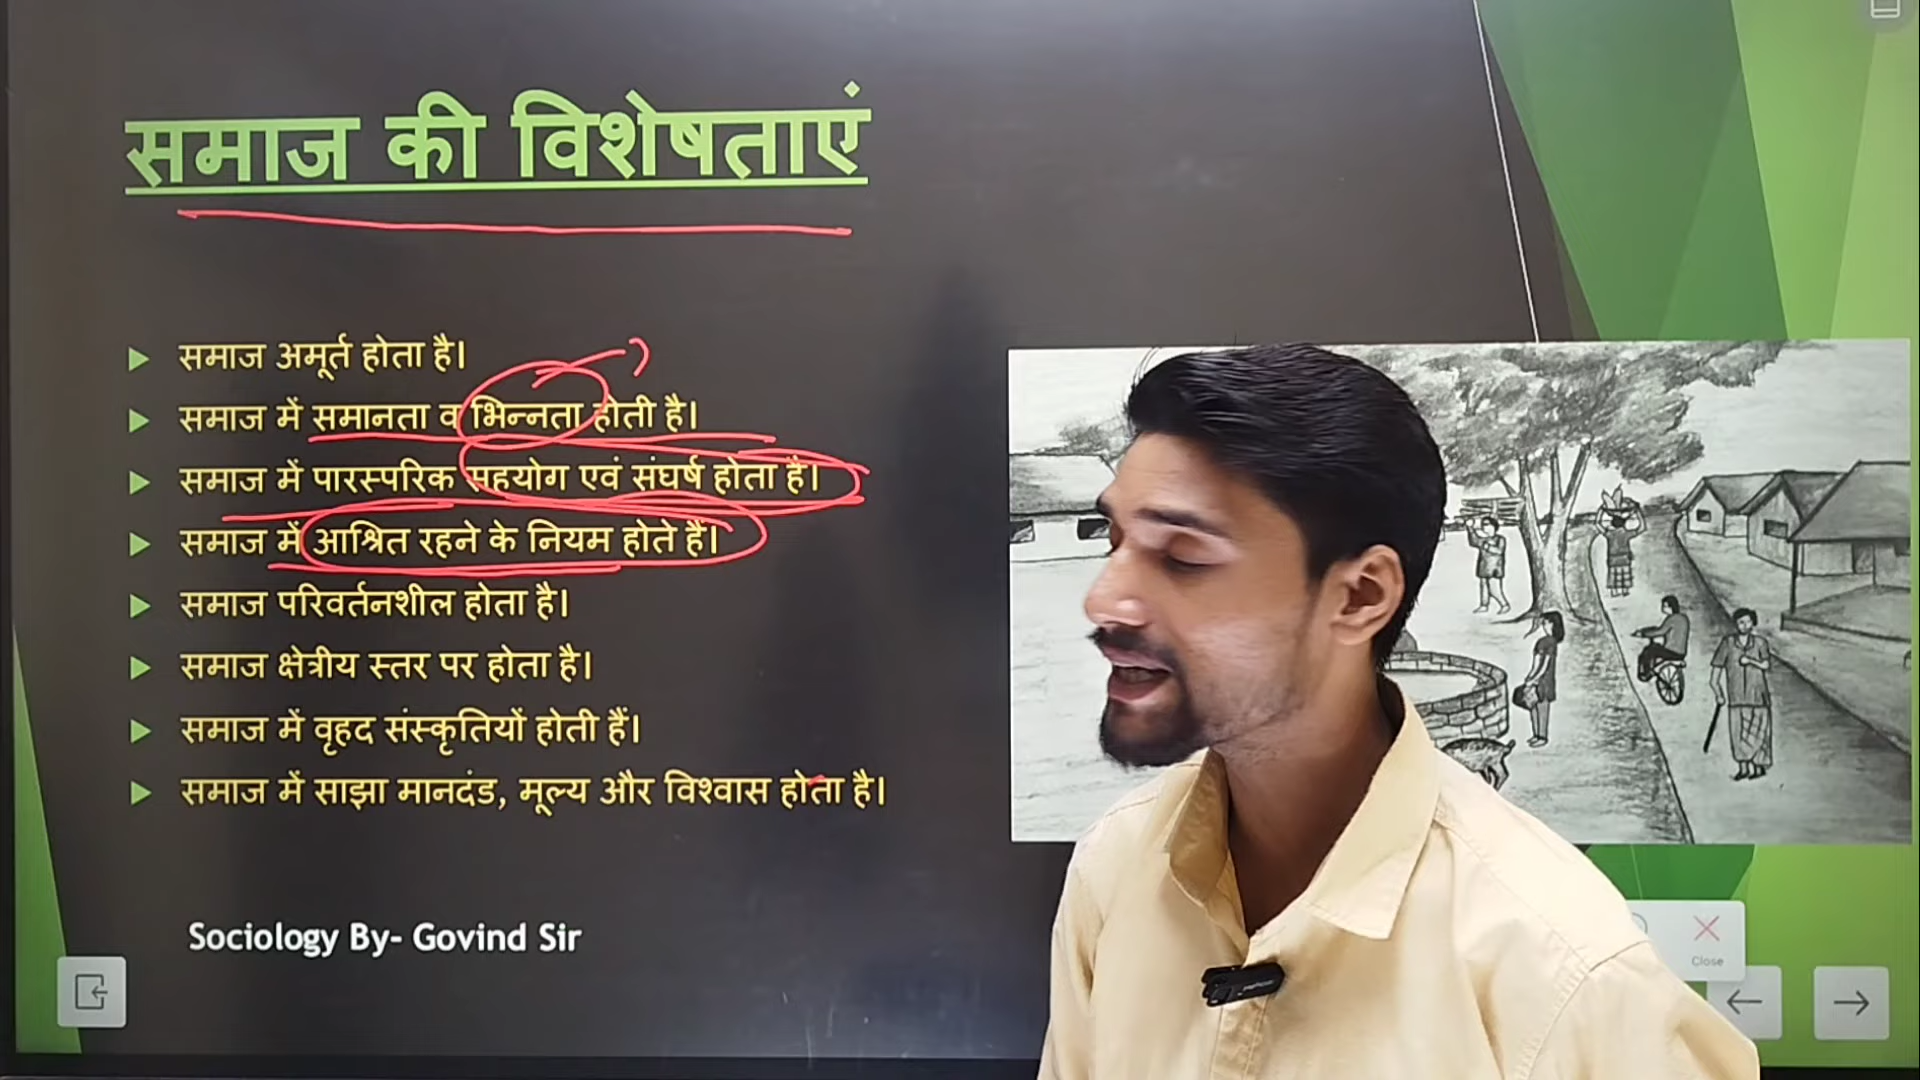 समाज की विशेषताएं
समाज अमूर्त होता है।
समाज में समानता व भिन्नता होती है।
समाज में पारस्परिक सहयोग एवं संघर्ष होता है।
समाज में आश्रित रहने के नियम होते हैं।
समाज परिवर्तनशील होता है।
समाज क्षेत्रीय स्तर पर होता है।
समाज में वृहद संस्कृतियों होती हैं।
समाज में साझा मानदंड, मूल्य और विश्वास होता है।
Sociology By- Govind Sir
Close